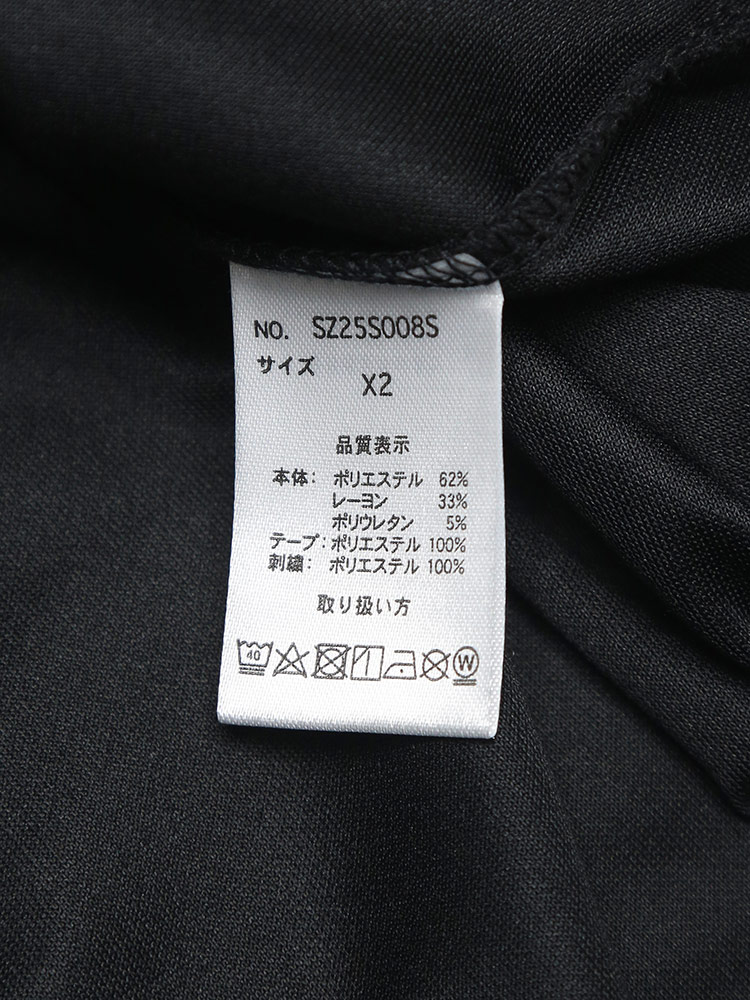 NO. SZ25S008S
サイズ
X2
品質表示
本体: ポリエステル 62%
レーヨン 33%
ポリウレタン 5%
テープ: ポリエステル 100%
刺繍: ポリエステル 100%
取り扱い方
40 W